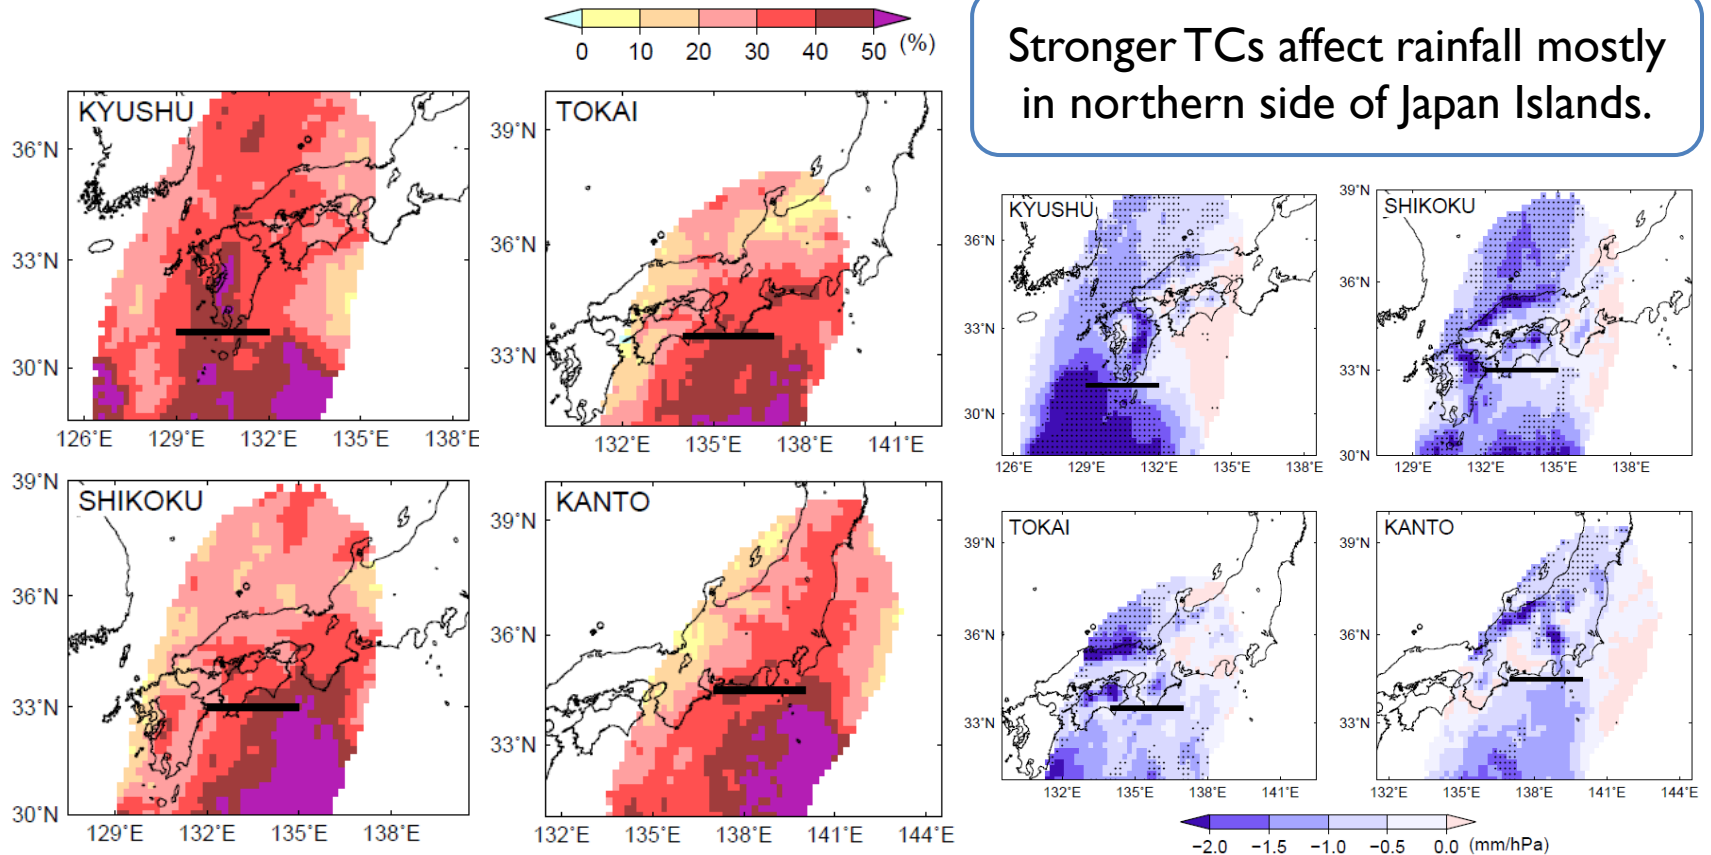 0 10 20 30 40 50 (%)
Stronger TCs affect rainfall mostly
in northern side of Japan Islands.
KYUSHU
36°N
33°N
30°N
126°E 129°E 132°E 135°E 138°E
TOKAI
39°N
36°N
33°N
132°E 135°E 138°E 141°E
SHIKOKU
39°N
36°N
33°N
30°N
129°E 132°E 135°E 138°E
KANTO
39°N
36°N
33°N
132°E 135°E 138°E 141°E 144°E
KYUSHU
36°N
33°N
30°N
126°E 129°E 132°E 135°E 138°E
SHIKOKU
39°N
36°N
33°N
30°N
129°E 132°E 135°E 138°E
TOKAI
39°N
36°N
33°N
132°E 135°E 138°E 141°E
KANTO
39°N
36°N
33°N
132°E 135°E 138°E 141°E 144°E
−2.0 −1.5 −1.0 −0.5 0.0 (mm/hPa)